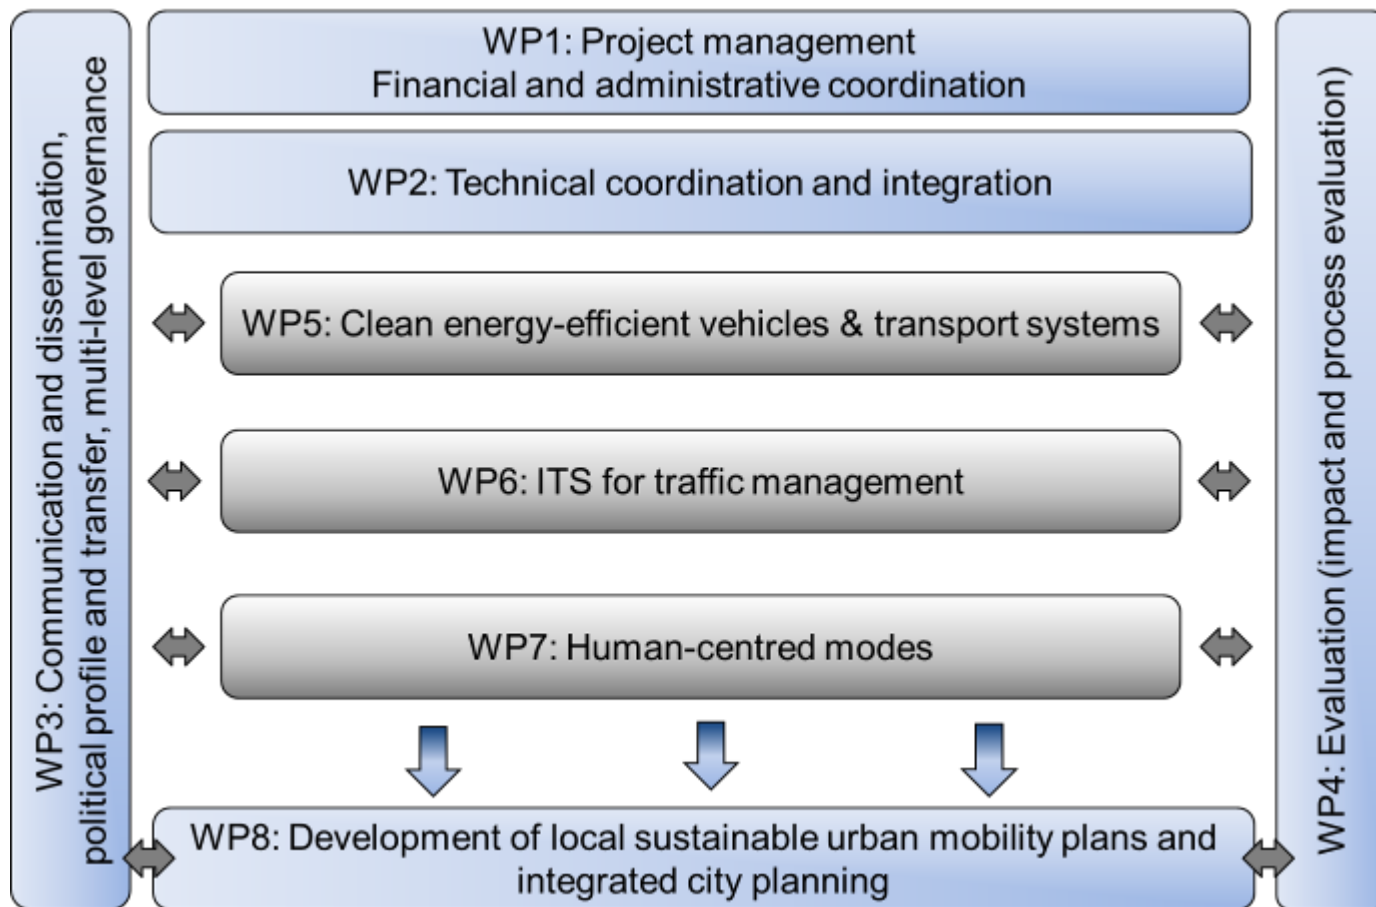 WP3: Communication and dissemination,
political profile and transfer, multi-level governance
WP1: Project management
Financial and administrative coordination
WP2: Technical coordination and integration
WP5: Clean energy-efficient vehicles & transport systems
WP6: ITS for traffic management
WP7: Human-centred modes
WP8: Development of local sustainable urban mobility plans and
integrated city planning
WP4: Evaluation (impact and process evaluation)